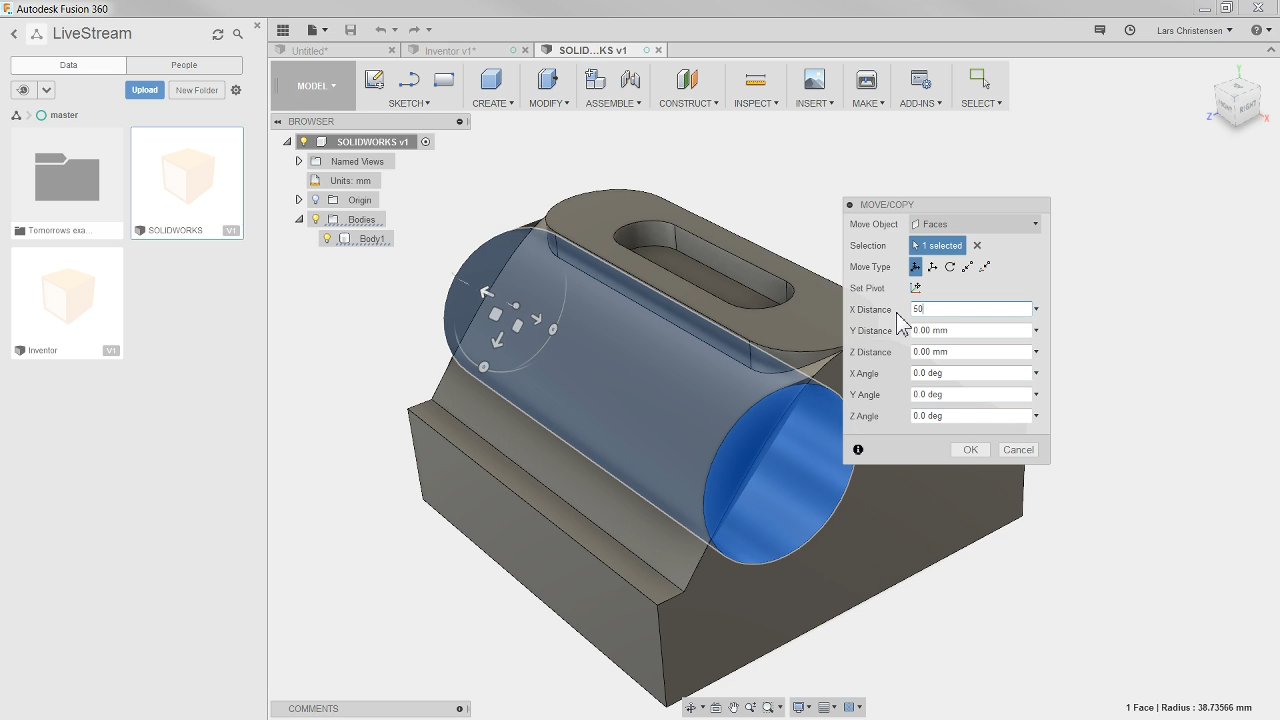 Autodesk Fusion 360
LiveStream
Lars Christensen
Untitled*
Inventor v1*
SOLID...KS v1
Data
People
Upload
New Folder
MODEL
SKETCH
CREATE
MODIFY
ASSEMBLE
CONSTRUCT
INSPECT
INSERT
MAKE
ADD-INS
SELECT
master
BROWSER
SOLIDWORKS v1
Named Views
Units: mm
Origin
Bodies
Body1
Tomorrows exa...
SOLIDWORKS
V1
Inventor
V1
RIGHT
MOVE/COPY
Move Object
Faces
Selection
1 selected
Move Type
Set Pivot
X Distance
50
Y Distance
0.00 mm
Z Distance
0.00 mm
X Angle
0.0 deg
Y Angle
0.0 deg
Z Angle
0.0 deg
OK
Cancel
Y
Z
X
COMMENTS
1 Face | Radius : 38.73566 mm